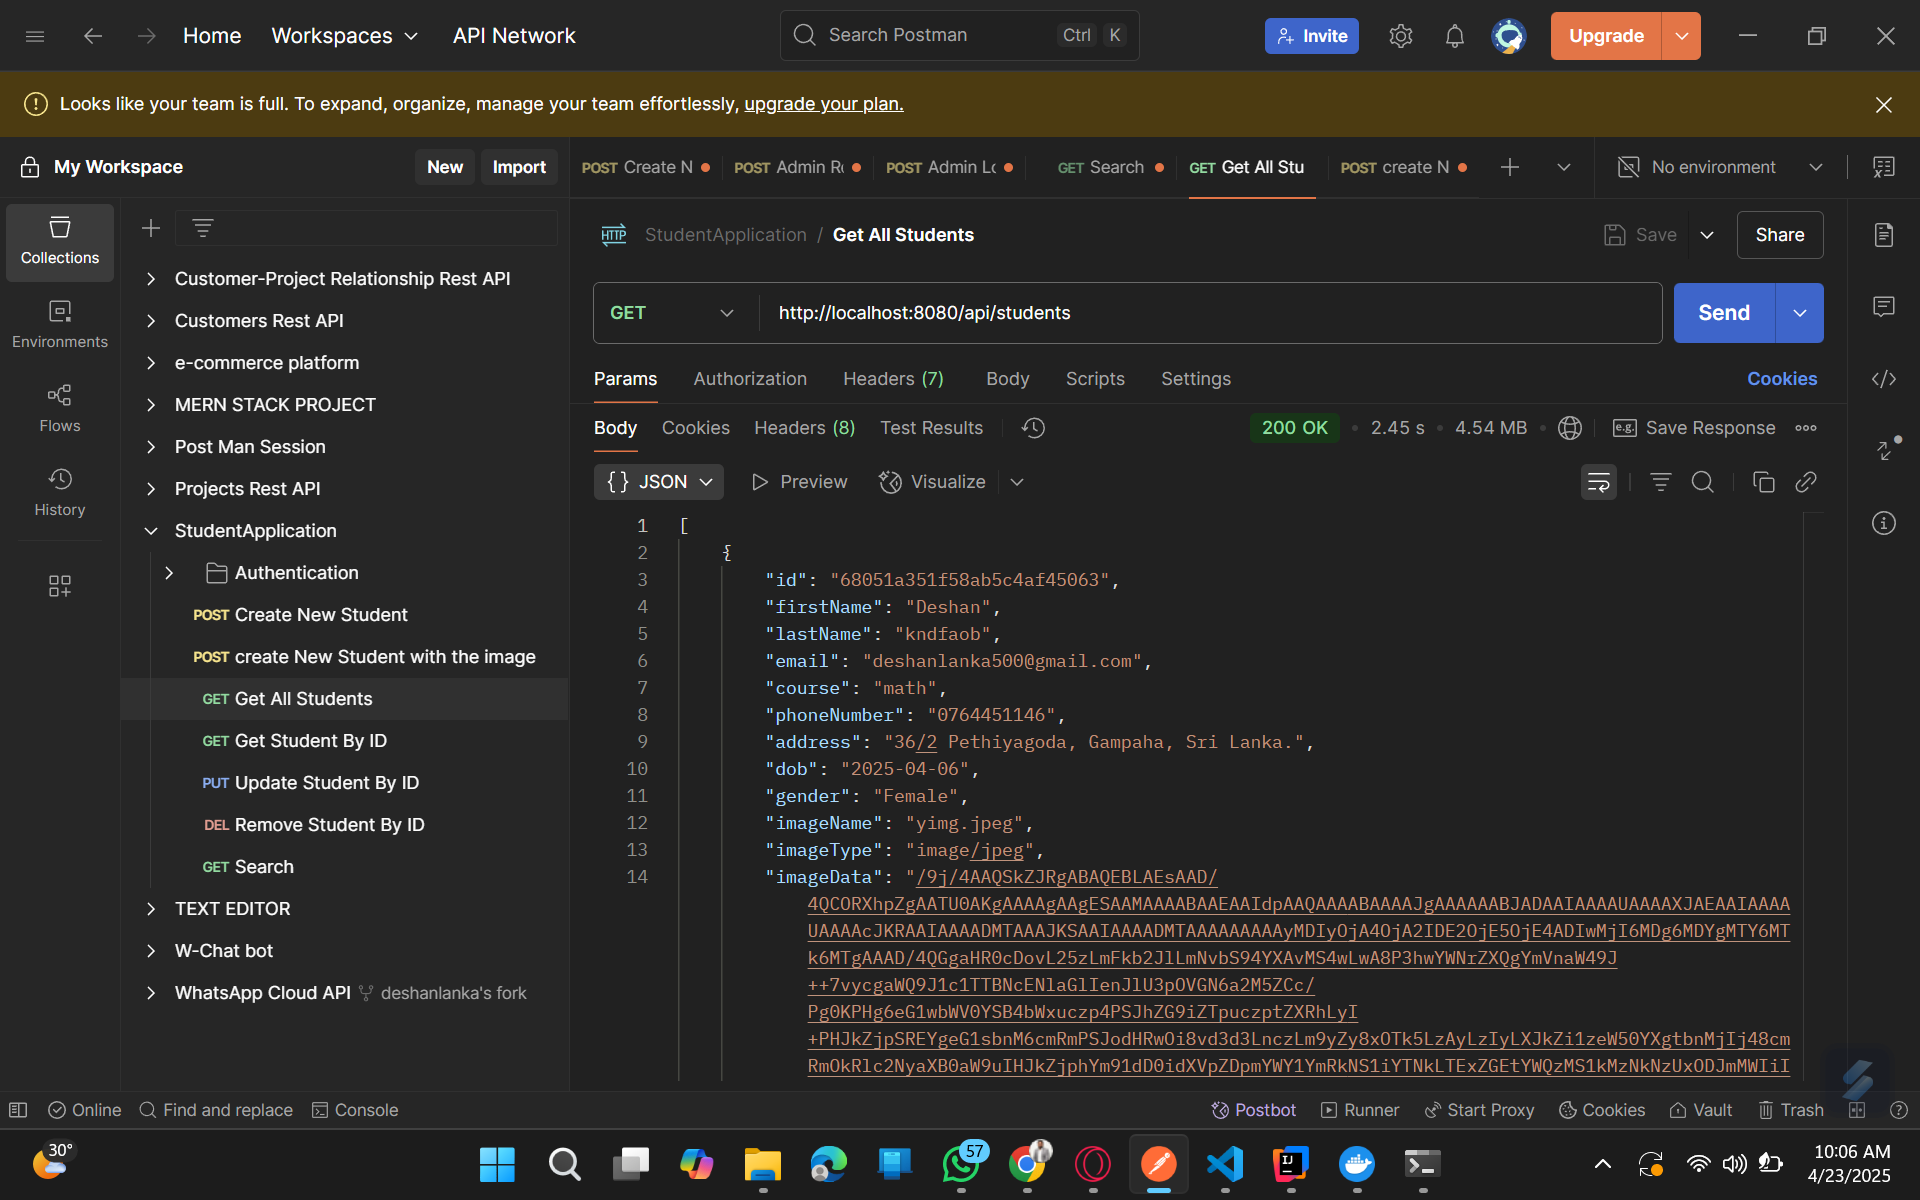 Home Workspaces API Network Search Postman Ctrl K Invite Upgrade
Looks like your team is full. To expand, organize, manage your team effortlessly, upgrade your plan.
My Workspace New Import
POST Create N POST Admin Re POST Admin Lo GET Search GET Get All Stu POST create N No environment
Collections
Environments
Flows
History
Customer-Project Relationship Rest API
Customers Rest API
e-commerce platform
MERN STACK PROJECT
Post Man Session
Projects Rest API
StudentApplication
Authentication
POST Create New Student
POST create New Student with the image
GET Get All Students
GET Get Student By ID
PUT Update Student By ID
DEL Remove Student By ID
GET Search
TEXT EDITOR
W-Chat bot
WhatsApp Cloud API deshanlanka's fork
HTTP StudentApplication / Get All Students Save Share
GET http://localhost:8080/api/students Send
Params Authorization Headers (7) Body Scripts Settings Cookies
Body Cookies Headers (8) Test Results 200 OK • 2.45 s • 4.54 MB • e.g. Save Response
{} JSON Preview Visualize
1 [
2 {
3 "id": "68051a351f58ab5c4af45063",
4 "firstName": "Deshan",
5 "lastName": "kndfaob",
6 "email": "deshanlanka500@gmail.com",
7 "course": "math",
8 "phoneNumber": "0764451146",
9 "address": "36/2 Pethiyagoda, Gampaha, Sri Lanka.",
10 "dob": "2025-04-06",
11 "gender": "Female",
12 "imageName": "yimg.jpeg",
13 "imageType": "image/jpeg",
14 "imageData": "/9j/4AAQSkZJRgABAQEBLAEsAAD/
4QCORXhpZgAATU0AKgAAAAgAAgESAAMAAAABAAEAAIdpAAQAAAABAAAAJgAAAAAABJADAAIAAAAUAAAAXJAEAAIAAAA
UAAAAcJKRAAIAAAADMTAAAJKSAAIAAAADMTAAAAAAAAAyMDIyOjA4OjA2IDE2OjE5OjE4ADIwMjI6MDg6MDYgMTY6MT
k6MTgAAAD/4QGgaHR0cDovL25zLmFkb2JlLmNvbS94YXAvMS4wLwA8P3hwYWNrZXQgYmVnaW49J
++7vycgaWQ9J1c1TTBNcENlaGlIenJlU3pOVGN6a2M5ZCc/
Pg0KPHg6eG1wbWV0YSB4bWxuczp4PSJhZG9iZTpuczptZXRhLyI
+PHJkZjpSREYgeG1sbnM6cmRmPSJodHRwOi8vd3d3LnczLm9yZy8xOTk5LzAyLzIyLXJkZi1zeW50YXgtbnMjIj48cm
RmOkRlc2NyaXB0aW9uIHJkZjphYm91dD0idXVpZDpmYWY1YmRkNS1iYTNkLTExZGEtYWQzMS1kMzNkNzUxODJmMWIiI
Online Find and replace Console Postbot Runner Start Proxy Cookies Vault Trash
30° 57 10:06 AM
4/23/2025